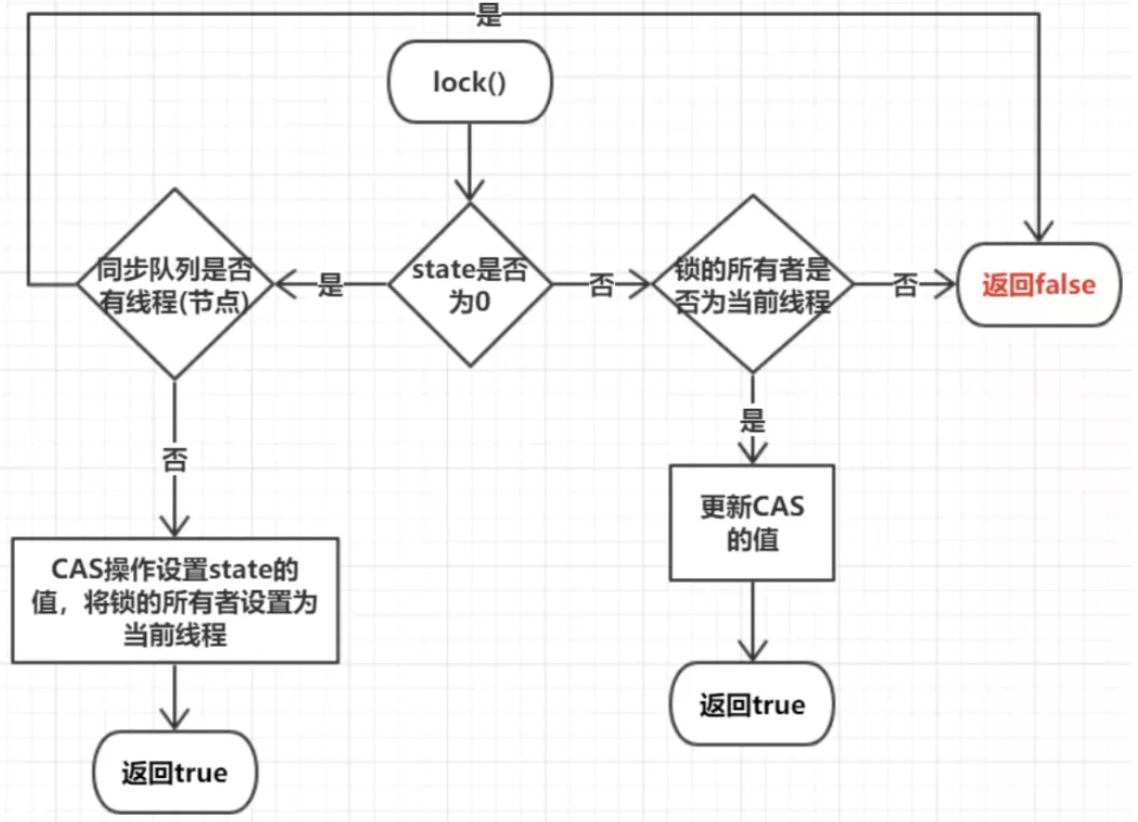 是
lock()
同步队列是否
有线程(节点)
是
state是否
为0
否
锁的所有者是
否为当前线程
否
返回false
否
是
CAS操作设置state的
值，将锁的所有者设置为
当前线程
更新CAS
的值
返回true
返回true